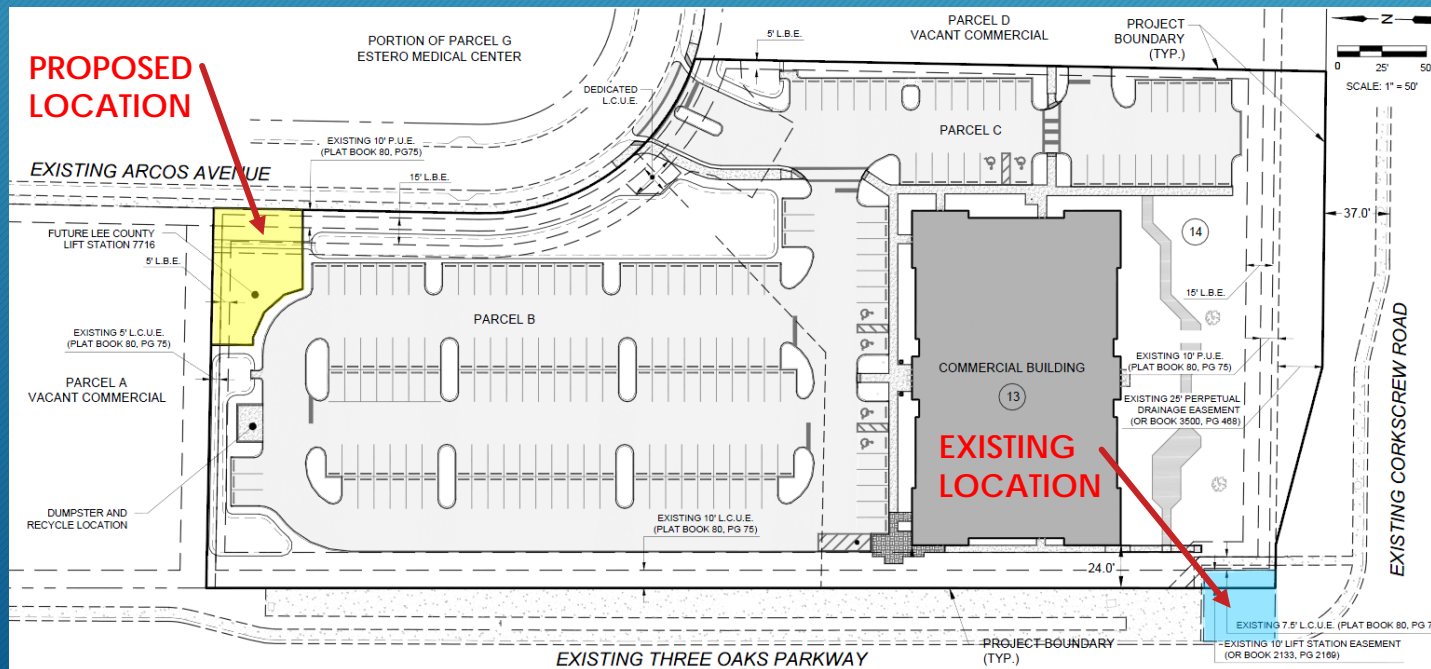 PARCEL D
VACANT COMMERCIAL
PROJECT
BOUNDARY
(TYP.)
N
0 25' 50
SCALE: 1" = 50'
5' L.B.E.
PORTION OF PARCEL G
ESTERO MEDICAL CENTER
PROPOSED
LOCATION
DEDICATED
L.C.U.E.
PARCEL C
EXISTING 10' P.U.E.
(PLAT BOOK 80, PG75)
EXISTING ARCOS AVENUE
15' L.B.E.
37.0'
FUTURE LEE COUNTY
LIFT STATION 7716
5' L.B.E.
14
15' L.B.E.
PARCEL B
EXISTING 5' L.C.U.E.
(PLAT BOOK 80, PG 75)
PARCEL A
VACANT COMMERCIAL
COMMERCIAL BUILDING
13
EXISTING 10' P.U.E.
(PLAT BOOK 80, PG 75)
EXISTING 25' PERPETUAL
DRAINAGE EASEMENT
(OR BOOK 3500, PG 468)
EXISTING CORKSCREW ROAD
EXISTING
LOCATION
DUMPSTER AND
RECYCLE LOCATION
EXISTING 10' L.C.U.E.
(PLAT BOOK 80, PG 75)
24.0'
EXISTING 7.5' L.C.U.E. (PLAT BOOK 80, PG 7
EXISTING 10' LIFT STATION EASEMENT
(OR BOOK 2133, PG 2169)
PROJECT BOUNDARY
(TYP.)
EXISTING THREE OAKS PARKWAY